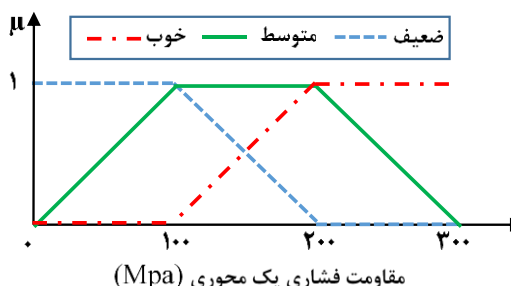 μ
خوب متوسط ضعیف
۱
۰ ۱۰۰ ۲۰۰ ۳۰۰
مقاومت فشاری یک محوری (Mpa)